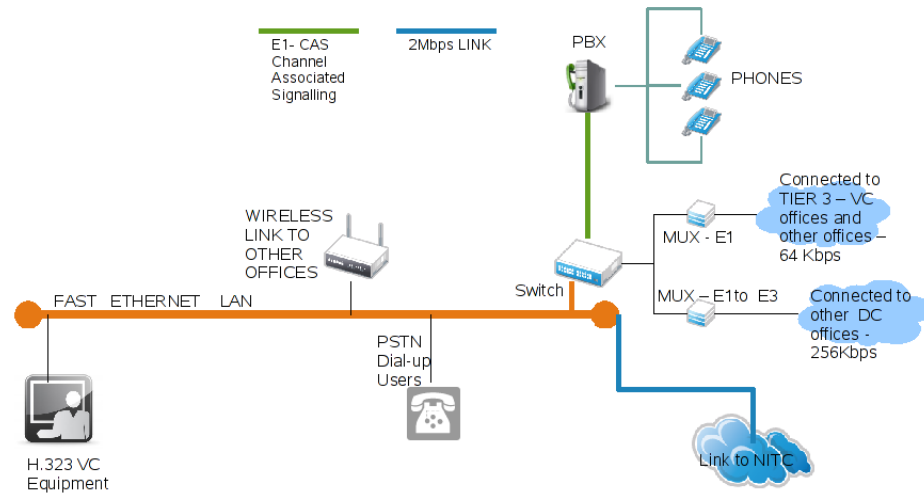 E1- CAS
Channel
Associated
Signalling
2Mbps LINK
PBX
PHONES
Connected to
TIER 3 – VC
offices and
other offices –
64 Kbps
MUX - E1
WIRELESS
LINK TO
OTHER
OFFICES
Switch
MUX – E1to E3
Connected to
other DC
offices -
256Kbps
FAST ETHERNET LAN
PSTN
Dial-up
Users
H.323 VC
Equipment
Link to NITC